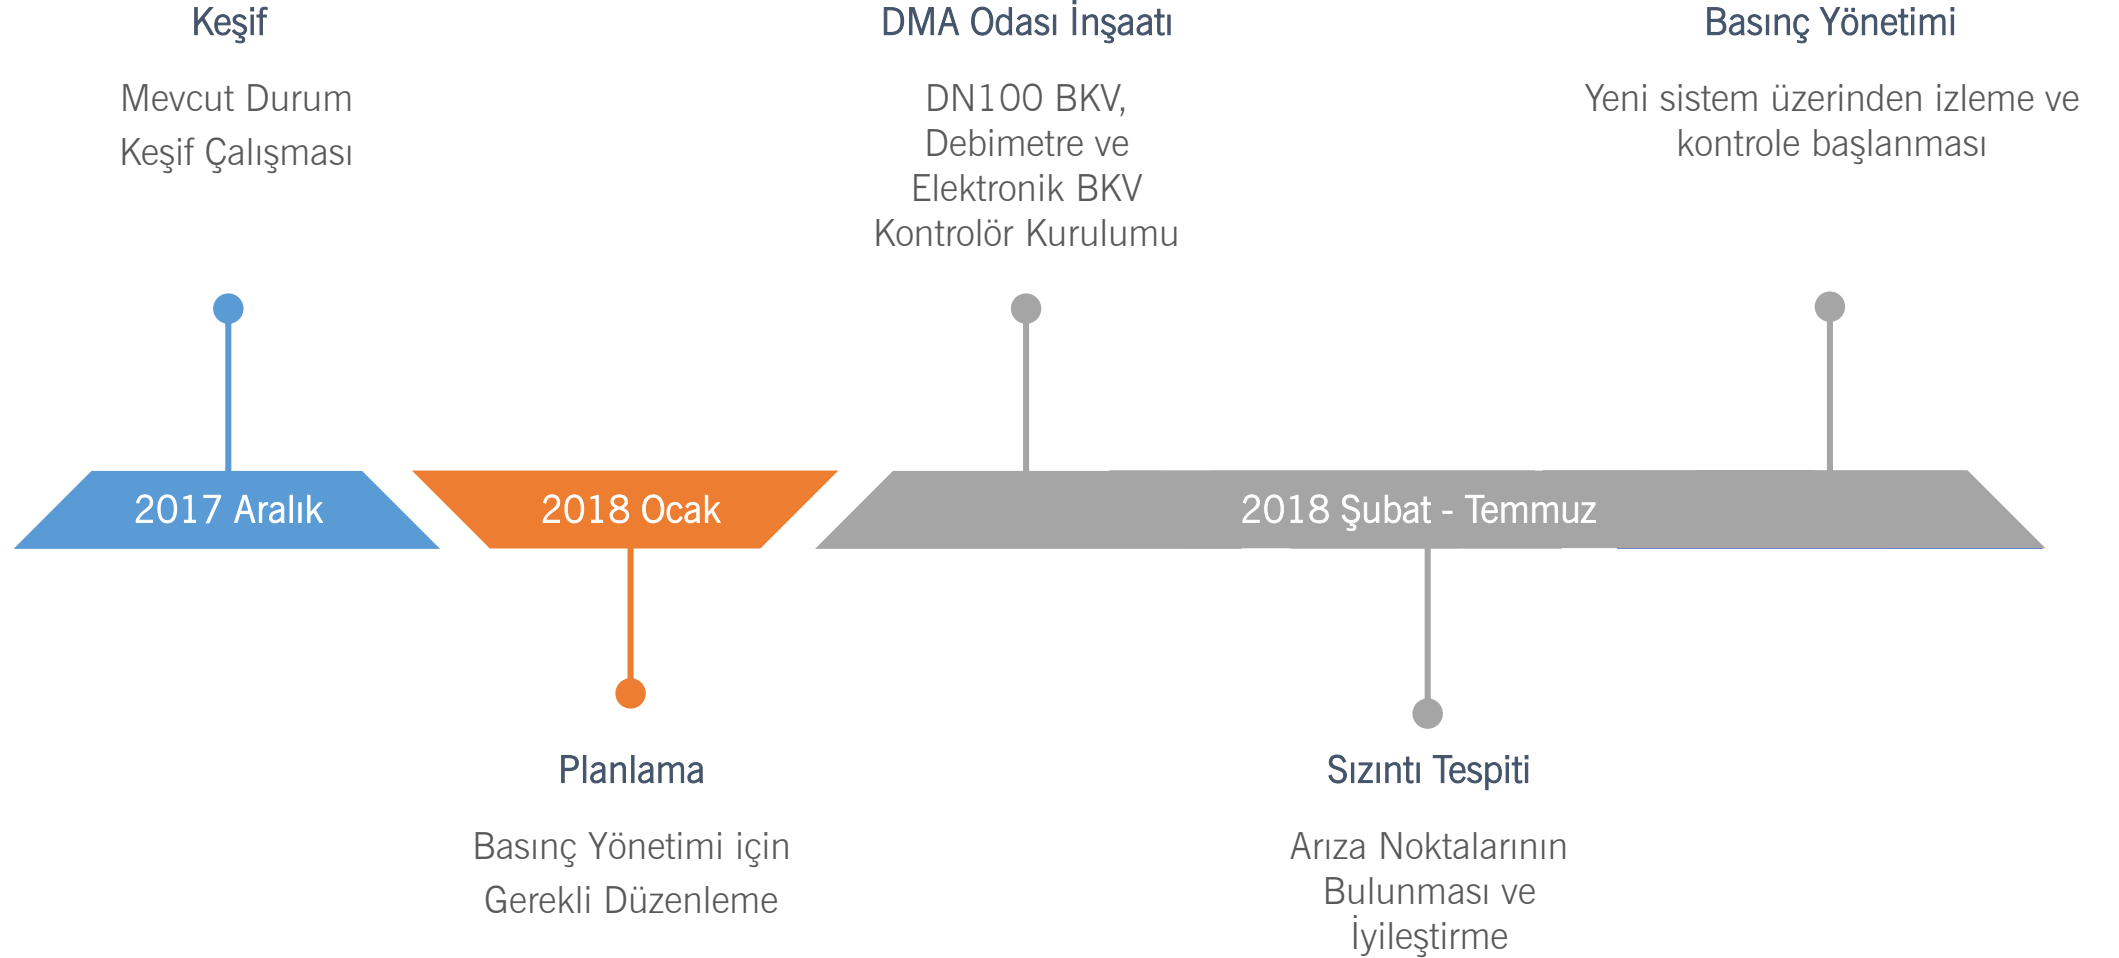 Keşif
Mevcut Durum
Keşif Çalışması
DMA Odası İnşaatı
DN100 BKV,
Debimetre ve
Elektronik BKV
Kontrolör Kurulumu
Basınç Yönetimi
Yeni sistem üzerinden izleme ve
kontrole başlanması
2017 Aralık
2018 Ocak
2018 Şubat - Temmuz
Planlama
Basınç Yönetimi için
Gerekli Düzenleme
Sızıntı Tespiti
Arıza Noktalarının
Bulunması ve
İyileştirme